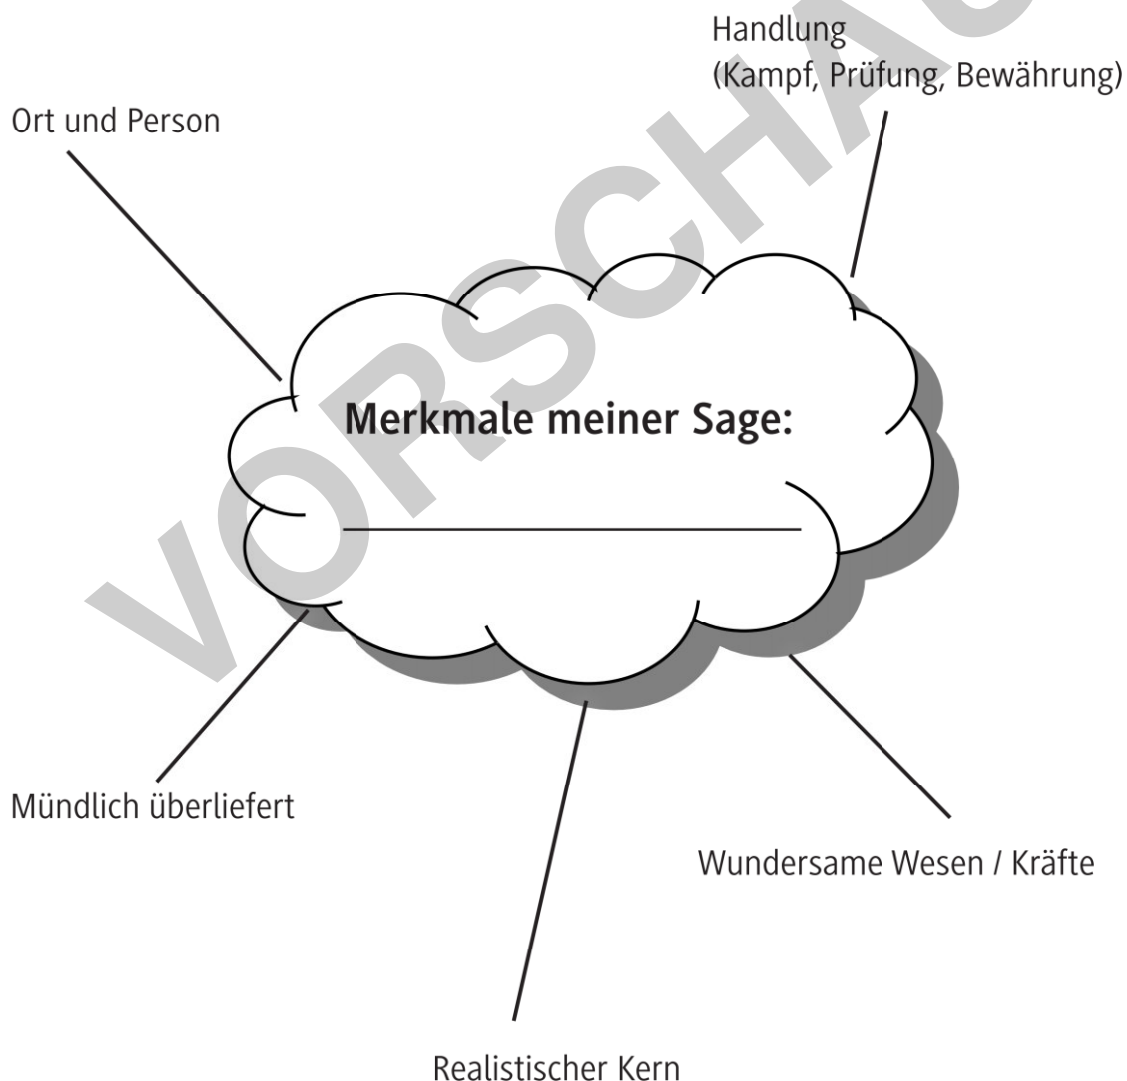 Handlung
(Kampf, Prüfung, Bewährung)
Ort und Person
Merkmale meiner Sage:
Mündlich überliefert
Wundersame Wesen / Kräfte
Realistischer Kern
VORSCHAU